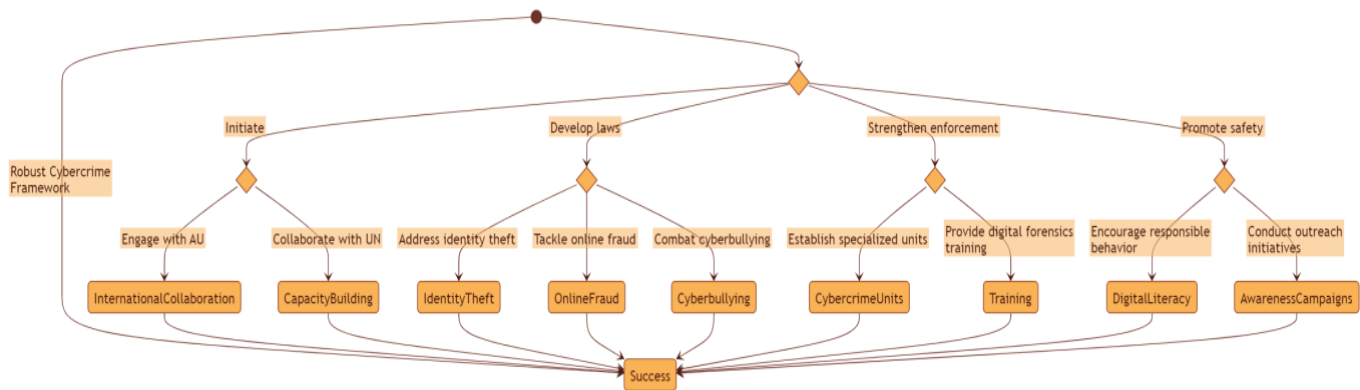 Initiate
Develop laws
Strengthen enforcement
Promote safety
Robust Cybercrime
Framework
Engage with AU
Collaborate with UN
Address identity theft
Tackle online fraud
Combat cyberbullying
Establish specialized units
Provide digital forensics
training
Encourage responsible
behavior
Conduct outreach
initiatives
InternationalCollaboration
CapacityBuilding
IdentityTheft
OnlineFraud
Cyberbullying
CybercrimeUnits
Training
DigitalLiteracy
AwarenessCampaigns
Success